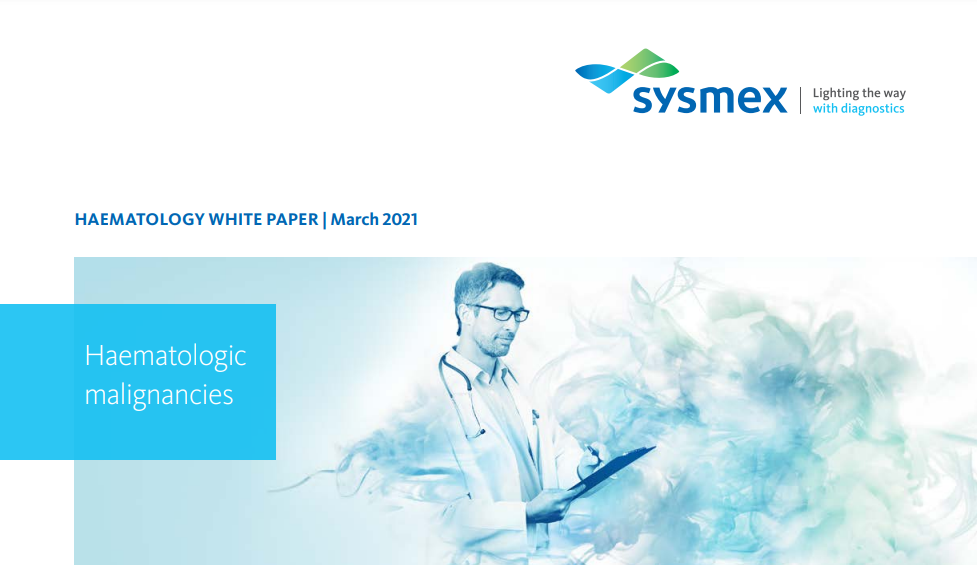 sysmex
Lighting the way
with diagnostics
HAEMATOLOGY WHITE PAPER | March 2021
Haematologic
malignancies